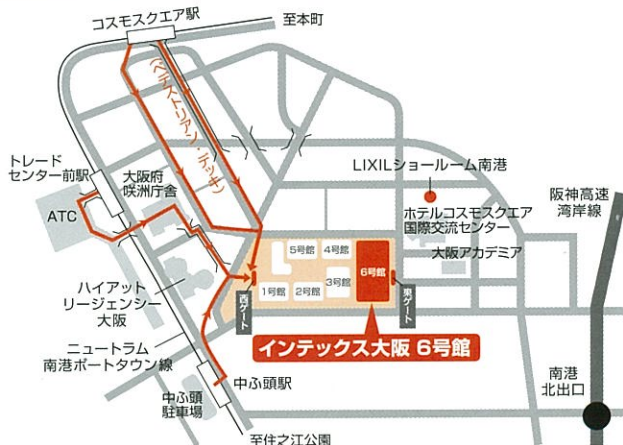 コスモスクエア駅
至本町
(ペデストリアン・デッキ)
トレード
センター前駅
大阪府
咲洲庁舎
ATC
LIXILショールーム南港
阪神高速
湾岸線
ホテルコスモスクエア
国際交流センター
大阪アカデミア
5号館
4号館
6号館
1号館
2号館
3号館
西ゲート
東ゲート
ハイアット
リージェンシー
大阪
インテックス大阪 6号館
ニュートラム
南港ポートタウン線
中ふ頭駅
中ふ頭
駐車場
南港
北出口
至住之江公園